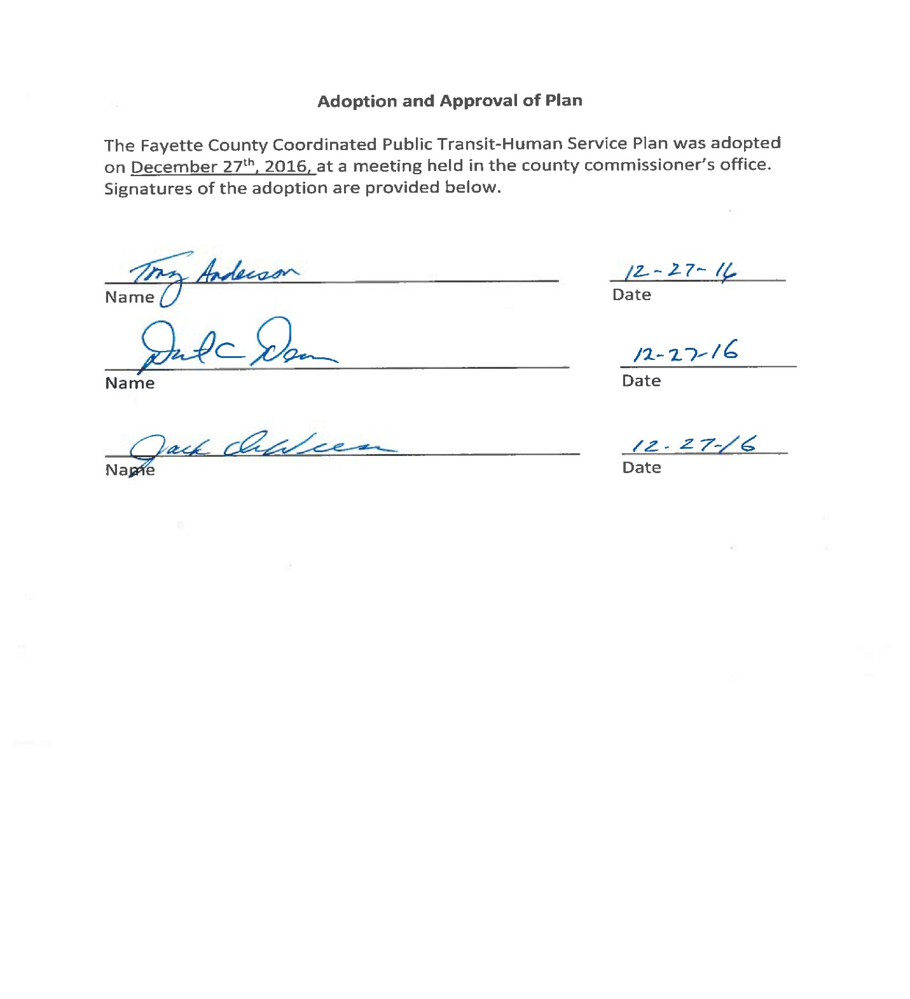 Adoption and Approval of Plan
The Fayette County Coordinated Public Transit-Human Service Plan was adopted
on December 27th, 2016, at a meeting held in the county commissioner's office.
Signatures of the adoption are provided below.
Tony Anderson 12-27-16
Name Date
C 12-27-16
Name Date
Jack 12-27-16
Name Date